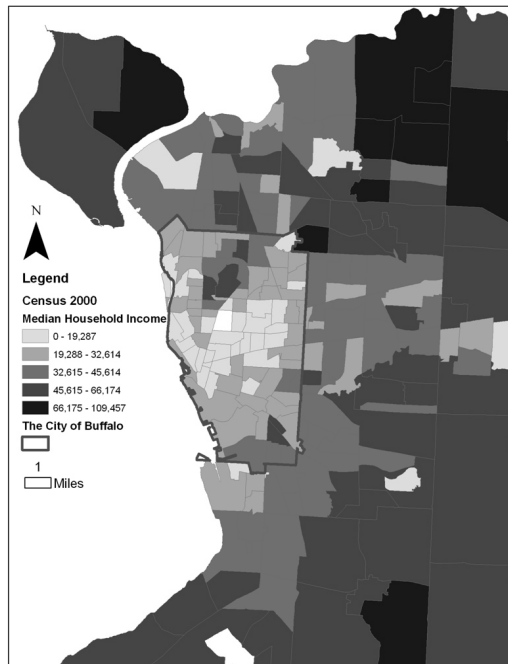 N
Legend
Census 2000
Median Household Income
0 - 19,287
19,288 - 32,614
32,615 - 45,614
45,615 - 66,174
66,175 - 109,457
The City of Buffalo
1
Miles